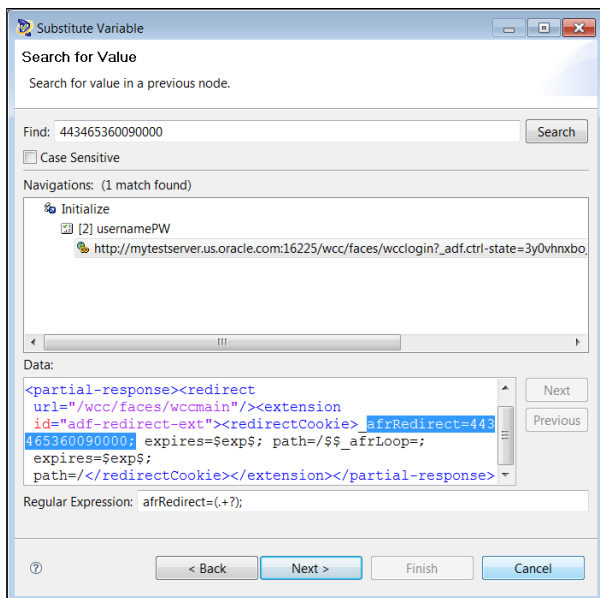 Substitute Variable
Search for Value
Search for value in a previous node.
Find: 443465360090000 Search
Case Sensitive
Navigations: (1 match found)
Initialize
[2] usernamePW
http://mytestserver.us.oracle.com:16225/wcc/faces/wcclogin?_adf.ctrl-state=3y0vhnxbo_
Data:
<partial-response><redirect
url="/wcc/faces/wccmain"/><extension
id="adf-redirect-ext"><redirectCookie>_afrRedirect=443
465360090000; expires=$exp$; path=/$$_afrLoop=;
expires=$exp$;
path=/</redirectCookie></extension></partial-response>
Next
Previous
Regular Expression: afrRedirect=(.+?);
? < Back Next > Finish Cancel